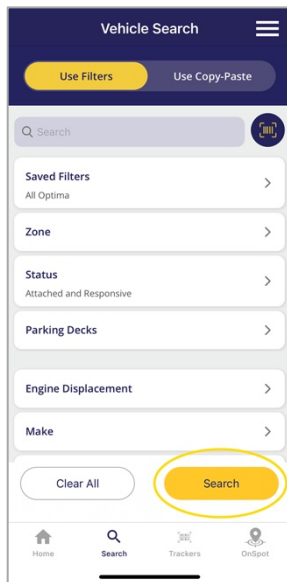 Vehicle Search
Use Filters
Use Copy-Paste
Search
Saved Filters
All Optima
Zone
Status
Attached and Responsive
Parking Decks
Engine Displacement
Make
Clear All
Search
Home
Search
Trackers
OnSpot